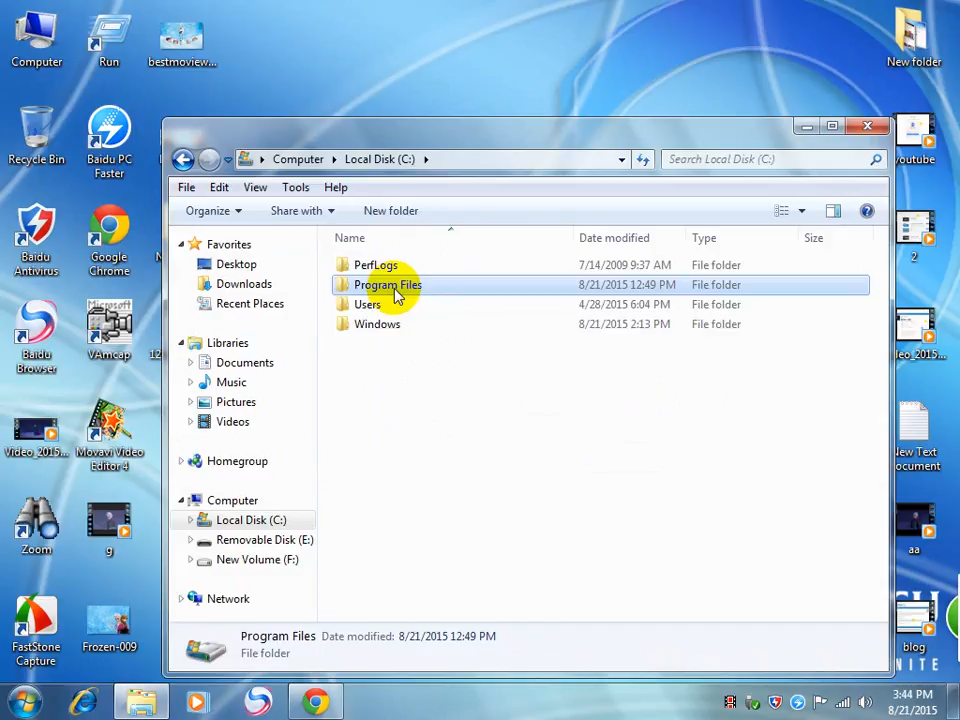 Computer
Run
bestmoview...
New folder
Recycle Bin
Baidu PC
Faster
youtube
Computer
Local Disk (C:)
Search Local Disk (C:)
File
Edit
View
Tools
Help
Organize
Share with
New folder
Name
Date modified
Type
Size
Favorites
Desktop
Downloads
Recent Places
Libraries
Documents
Music
Pictures
Videos
Homegroup
Computer
Local Disk (C:)
Removable Disk (E:)
New Volume (F:)
Network
PerfLogs
7/14/2009 9:37 AM
File folder
Program Files
8/21/2015 12:49 PM
File folder
Users
4/28/2015 6:04 PM
File folder
Windows
8/21/2015 2:13 PM
File folder
Program Files
Date modified: 8/21/2015 12:49 PM
File folder
Baidu
Antivirus
Google
Chrome
2
Baidu
Browser
Microsoft
VAmcap
12
Video_2015...
Movavi Video
Editor 4
New Text
Document
Zoom
g
aa
FastStone
Capture
Frozen-009
blog
NITE
3:44 PM
8/21/2015